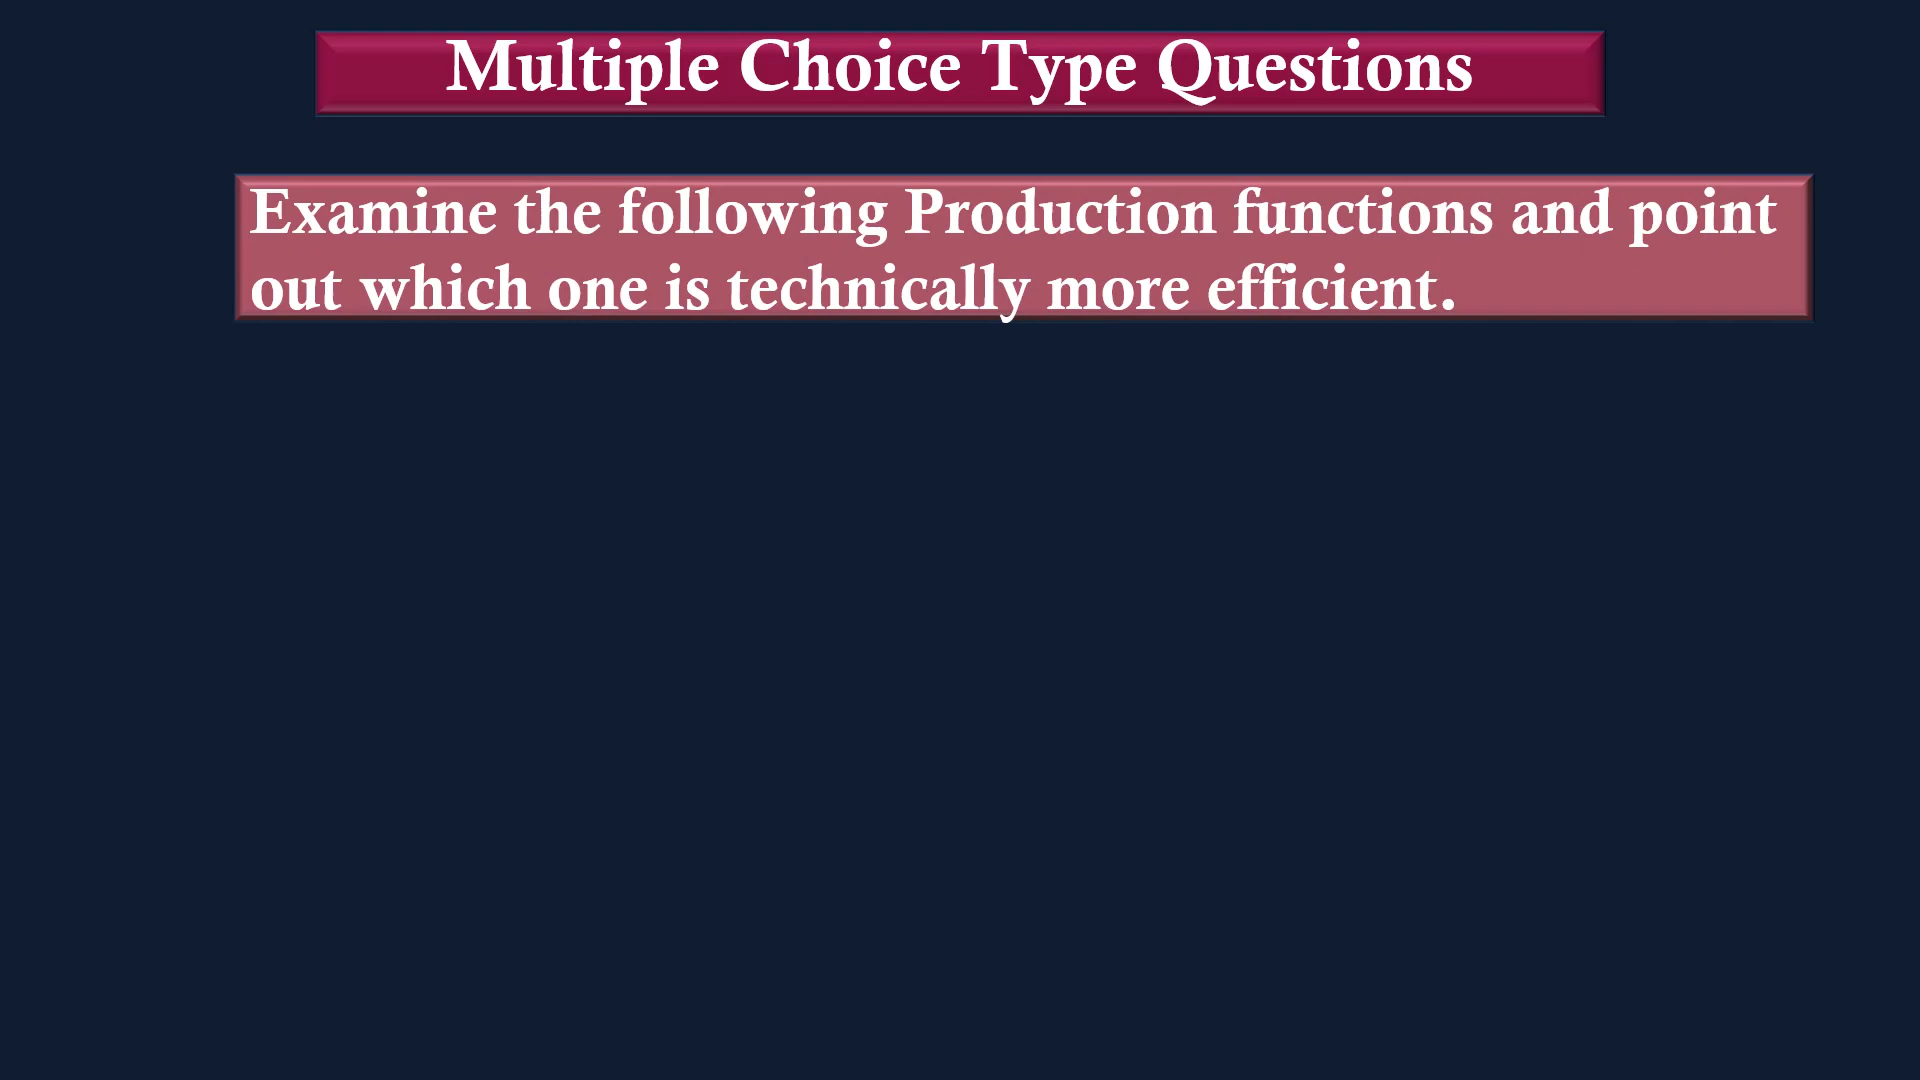 Multiple Choice Type Questions
Examine the following Production functions and point
out which one is technically more efficient.